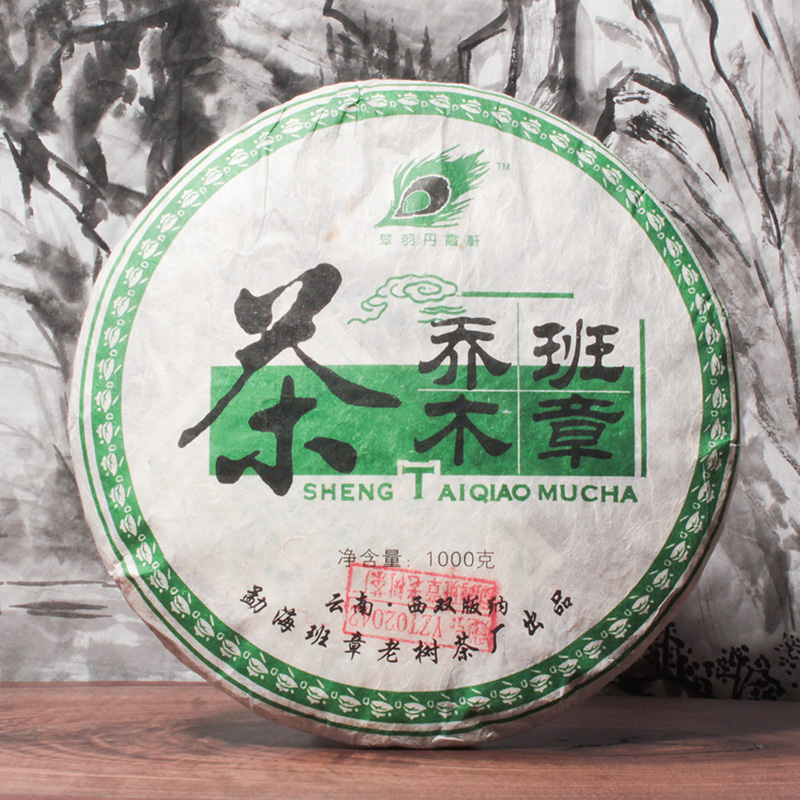 翠羽丹霞轩
TM
班章
乔木
茶
SHENG TAIQIAO MUCHA
净含量：1000克
云南·西双版纳
勐海班章老树茶厂出品